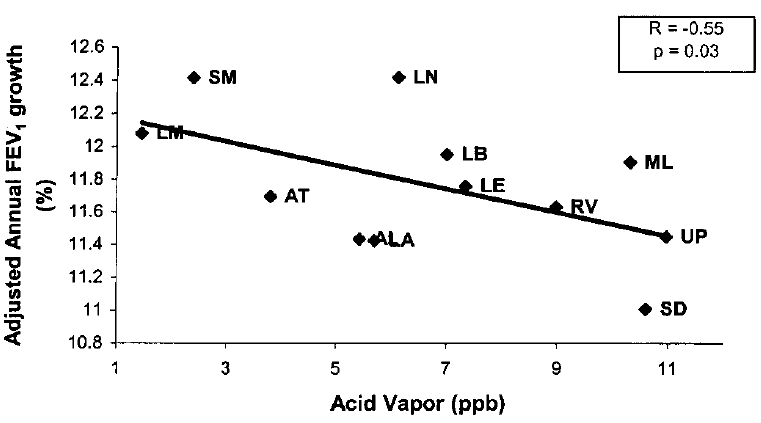 R = -0.55
p = 0.03
Adjusted Annual FEV₁ growth
(%)
12.6
12.4
12.2
12
11.8
11.6
11.4
11.2
11
10.8
SM
LN
LM
LB
ML
LE
AT
RV
AL
LA
UP
SD
1
3
5
7
9
11
Acid Vapor (ppb)